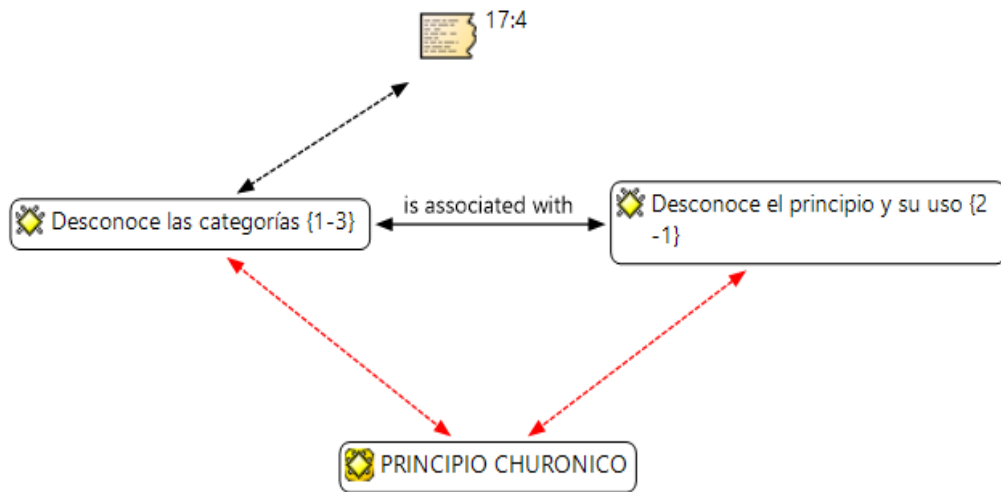 17:4
Desconoce las categorías {1-3}
is associated with
Desconoce el principio y su uso {2
-1}
PRINCIPIO CHURONICO